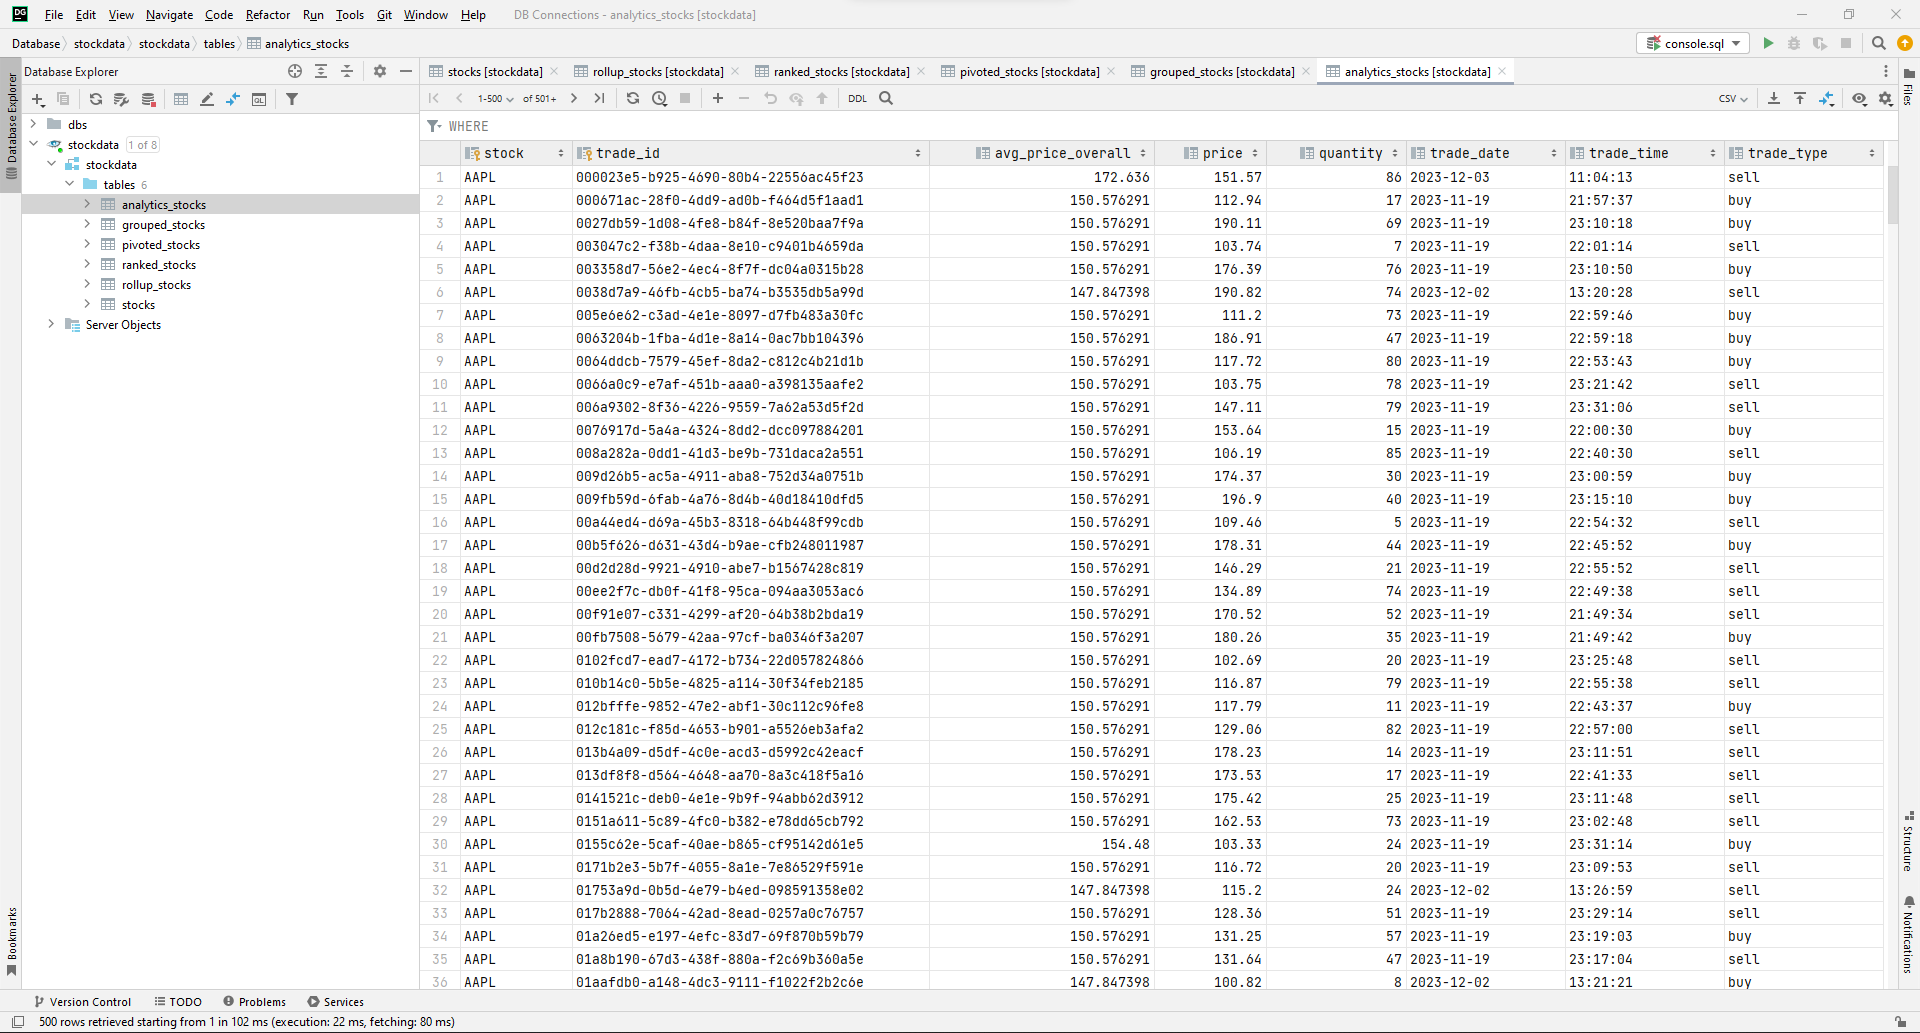 DG File Edit View Navigate Code Refactor Run Tools Git Window Help DB Connections - analytics_stocks [stockdata]
Database stockdata stockdata tables analytics_stocks console.sql
Database Explorer
stocks [stockdata] rollup_stocks [stockdata] ranked_stocks [stockdata] pivoted_stocks [stockdata] grouped_stocks [stockdata] analytics_stocks [stockdata]
QL
1-500 of 501+ DDL CSV
dbs
stockdata 1 of 8
stockdata
tables 6
analytics_stocks
grouped_stocks
pivoted_stocks
ranked_stocks
rollup_stocks
stocks
Server Objects
WHERE
stock trade_id avg_price_overall price quantity trade_date trade_time trade_type
1 AAPL 000023e5-b925-4690-80b4-22556ac45f23 172.636 151.57 86 2023-12-03 11:04:13 sell
2 AAPL 000671ac-28f0-4dd9-ad0b-f464d5f1aad1 150.576291 112.94 17 2023-11-19 21:57:37 buy
3 AAPL 0027db59-1d08-4fe8-b84f-8e520baa7f9a 150.576291 190.11 69 2023-11-19 23:10:18 buy
4 AAPL 003047c2-f38b-4daa-8e10-c9401b4659da 150.576291 103.74 7 2023-11-19 22:01:14 sell
5 AAPL 003358d7-56e2-4ec4-8f7f-dc04a0315b28 150.576291 176.39 76 2023-11-19 23:10:50 buy
6 AAPL 0038d7a9-46fb-4cb5-ba74-b3535db5a99d 147.847398 190.82 74 2023-12-02 13:20:28 sell
7 AAPL 005e6e62-c3ad-4e1e-8097-d7fb483a30fc 150.576291 111.2 73 2023-11-19 22:59:46 buy
8 AAPL 0063204b-1fba-4d1e-8a14-0ac7bb104396 150.576291 186.91 47 2023-11-19 22:59:18 buy
9 AAPL 0064ddcb-7579-45ef-8da2-c812c4b21d1b 150.576291 117.72 80 2023-11-19 22:53:43 buy
10 AAPL 0066a0c9-e7af-451b-aaa0-a398135aafe2 150.576291 103.75 78 2023-11-19 23:21:42 sell
11 AAPL 006a9302-8f36-4226-9559-7a62a53d5f2d 150.576291 147.11 79 2023-11-19 23:31:06 sell
12 AAPL 0076917d-5a4a-4324-8dd2-dcc097884201 150.576291 153.64 15 2023-11-19 22:00:30 buy
13 AAPL 008a282a-0dd1-41d3-be9b-731daca2a551 150.576291 106.19 85 2023-11-19 22:40:30 sell
14 AAPL 009d26b5-ac5a-4911-aba8-752d34a0751b 150.576291 174.37 30 2023-11-19 23:00:59 buy
15 AAPL 009fb59d-6fab-4a76-8d4b-40d18410dfd5 150.576291 196.9 40 2023-11-19 23:15:10 buy
16 AAPL 00a44ed4-d69a-45b3-8318-64b448f99cdb 150.576291 109.46 5 2023-11-19 22:54:32 sell
17 AAPL 00b5f626-d631-43d4-b9ae-cfb248011987 150.576291 178.31 44 2023-11-19 22:45:52 buy
18 AAPL 00d2d28d-9921-4910-abe7-b1567428c819 150.576291 146.29 21 2023-11-19 22:55:52 sell
19 AAPL 00ee2f7c-db0f-41f8-95ca-094aa3053ac6 150.576291 134.89 74 2023-11-19 22:49:38 sell
20 AAPL 00f91e07-c331-4299-af20-64b38b2bda19 150.576291 170.52 52 2023-11-19 21:49:34 sell
21 AAPL 00fb7508-5679-42aa-97cf-ba0346f3a207 150.576291 180.26 35 2023-11-19 21:49:42 buy
22 AAPL 0102fcd7-ead7-4172-b734-22d057824866 150.576291 102.69 20 2023-11-19 23:25:48 sell
23 AAPL 010b14c0-5b5e-4825-a114-30f34feb2185 150.576291 116.87 79 2023-11-19 22:55:38 sell
24 AAPL 012bfffe-9852-47e2-abf1-30c112c96fe8 150.576291 117.79 11 2023-11-19 22:43:37 buy
25 AAPL 012c181c-f85d-4653-b901-a5526eb3afa2 150.576291 129.06 82 2023-11-19 22:57:00 sell
26 AAPL 013b4a09-d5df-4c0e-acd3-d5992c42eacf 150.576291 178.23 14 2023-11-19 23:11:51 sell
27 AAPL 013df8f8-d564-4648-aa70-8a3c418f5a16 150.576291 173.53 17 2023-11-19 22:41:33 sell
28 AAPL 0141521c-deb0-4e1e-9b9f-94abb62d3912 150.576291 175.42 25 2023-11-19 23:11:48 sell
29 AAPL 0151a611-5c89-4fc0-b382-e78dd65cb792 150.576291 162.53 73 2023-11-19 23:02:48 sell
30 AAPL 0155c62e-5caf-40ae-b865-cf95142d61e5 154.48 103.33 24 2023-11-19 23:31:14 buy
31 AAPL 0171b2e3-5b7f-4055-8a1e-7e86529f591e 150.576291 116.72 20 2023-11-19 23:09:53 sell
32 AAPL 01753a9d-0b5d-4e79-b4ed-098591358e02 147.847398 115.2 24 2023-12-02 13:26:59 sell
33 AAPL 017b2888-7064-42ad-8ead-0257a0c76757 150.576291 128.36 51 2023-11-19 23:29:14 sell
34 AAPL 01a26ed5-e197-4efc-83d7-69f870b59b79 150.576291 131.25 57 2023-11-19 23:19:03 buy
35 AAPL 01a8b190-67d3-438f-880a-f2c69b360a5e 150.576291 131.64 47 2023-11-19 23:17:04 sell
36 AAPL 01aafdb0-a148-4dc3-9111-f1022f2b2c6e 147.847398 100.82 8 2023-12-02 13:21:21 buy
Database Explorer
Bookmarks
Files
Structure
Notifications
Version Control TODO Problems Services
500 rows retrieved starting from 1 in 102 ms (execution: 22 ms, fetching: 80 ms)